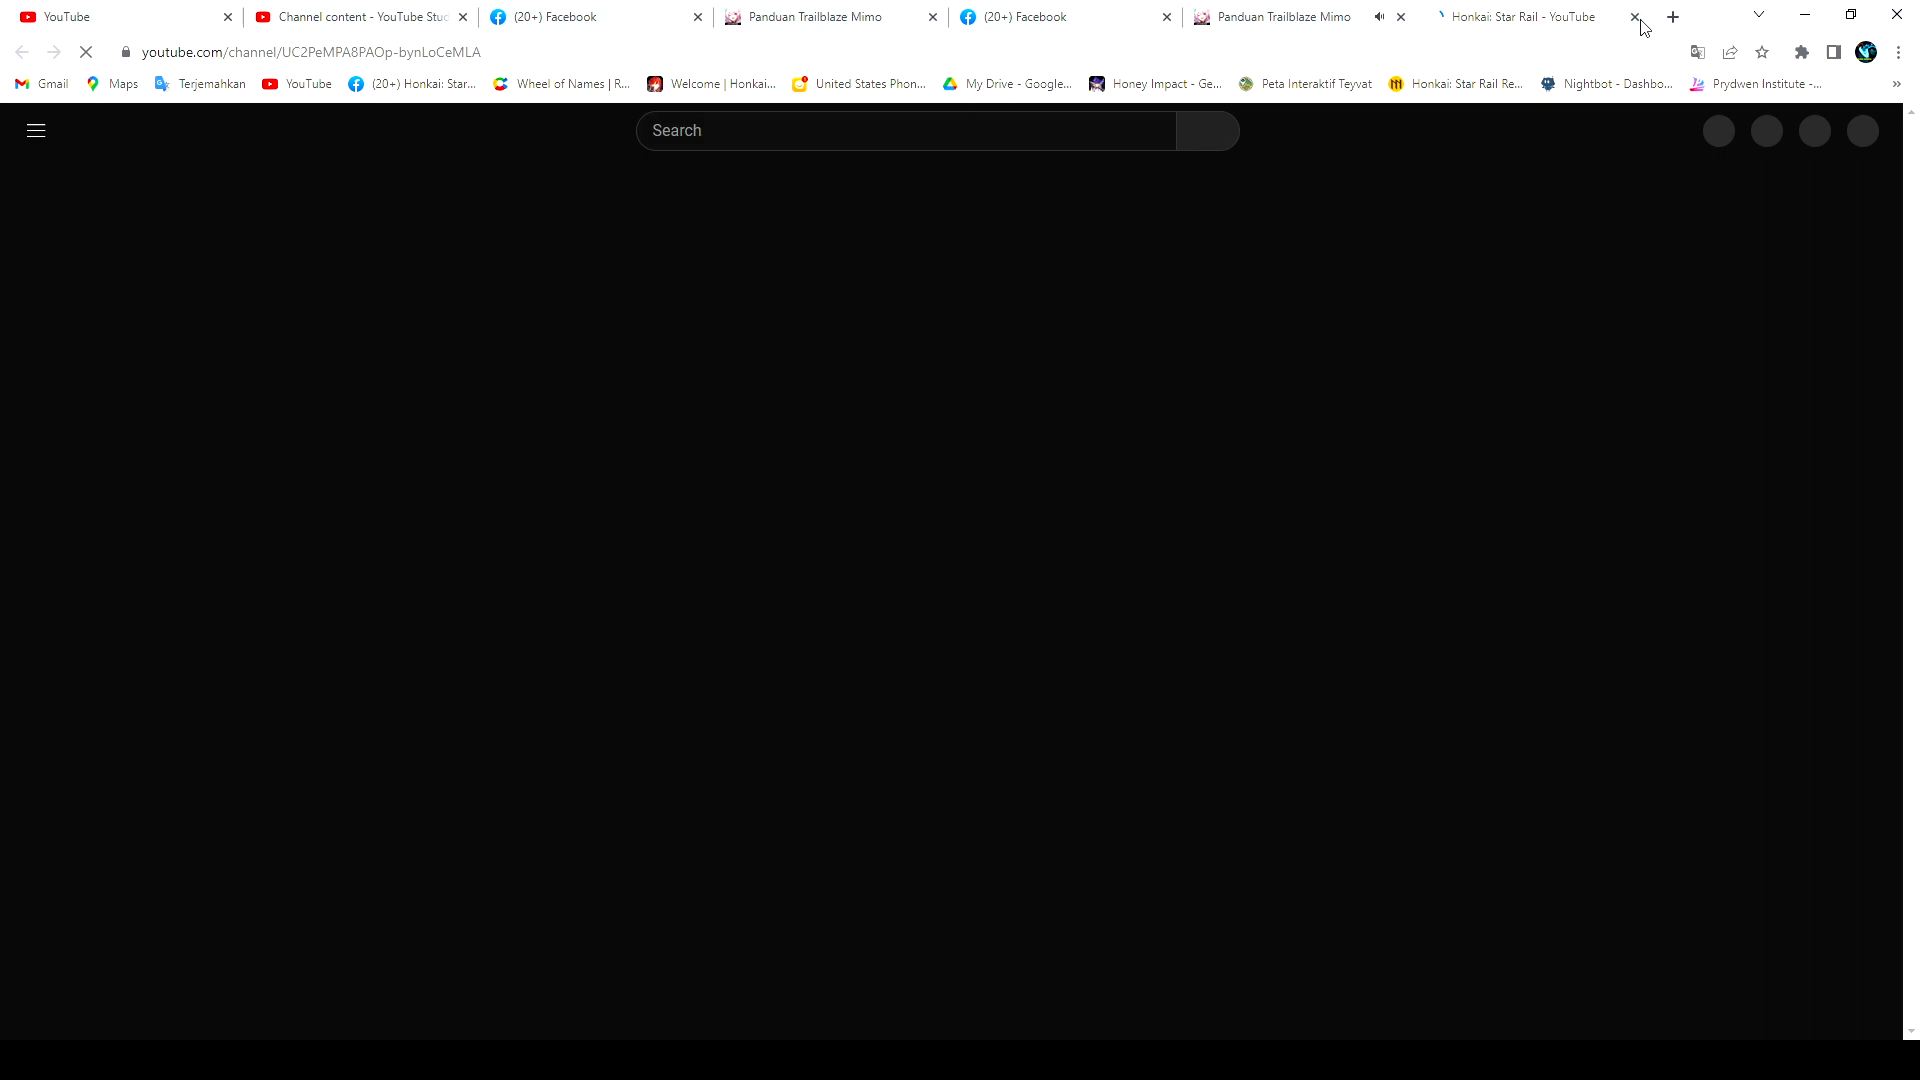 YouTube
Channel content - YouTube Stud
(20+) Facebook
Panduan Trailblaze Mimo
(20+) Facebook
Panduan Trailblaze Mimo
Honkai: Star Rail - YouTube
youtube.com/channel/UC2PeMPA8PAOp-bynLoCeMLA
Gmail
Maps
Terjemahkan
YouTube
(20+) Honkai: Star...
Wheel of Names | R...
Welcome | Honkai...
United States Phon...
My Drive - Google...
Honey Impact - Ge...
Peta Interaktif Teyvat
Honkai: Star Rail Re...
Nightbot - Dashbo...
Prydwen Institute -...
Search